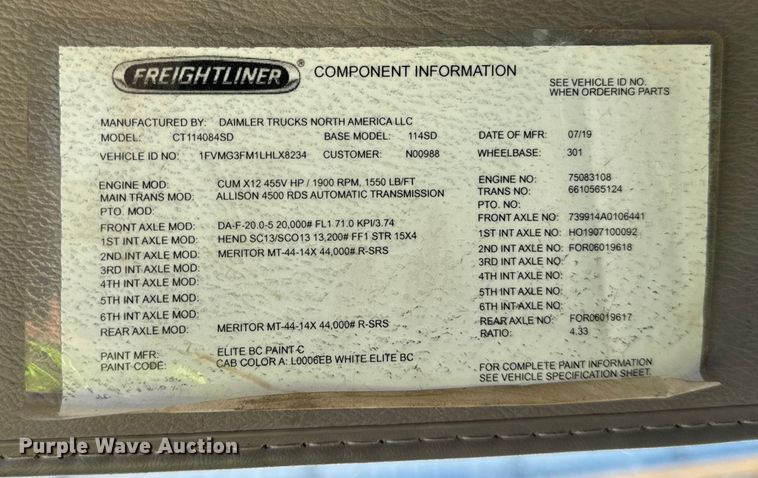 FREIGHTLINER® COMPONENT INFORMATION
SEE VEHICLE ID NO.
WHEN ORDERING PARTS
MANUFACTURED BY: DAIMLER TRUCKS NORTH AMERICA LLC
MODEL: CT114084SD BASE MODEL: 114SD DATE OF MFR: 07/19
VEHICLE ID NO: 1FVMG3FM1LHLX8234 CUSTOMER: N00988 WHEELBASE: 301
ENGINE MOD: CUM X12 455V HP / 1900 RPM, 1550 LB/FT ENGINE NO: 75083108
MAIN TRANS MOD: ALLISON 4500 RDS AUTOMATIC TRANSMISSION TRANS NO: 6610565124
PTO. MOD: PTO. NO:
FRONT AXLE MOD: DA-F-20.0-5 20,000# FL1 71.0 KPI/3.74 FRONT AXLE NO: 739914A0106441
1ST INT AXLE MOD: HEND SC13/SCO13 13,200# FF1 STR 15X4 1ST INT AXLE NO: HO1907100092
2ND INT AXLE MOD: MERITOR MT-44-14X 44,000# R-SRS 2ND INT AXLE NO: FOR06019618
3RD INT AXLE MOD: 3RD INT AXLE NO:
4TH INT AXLE MOD: 4TH INT AXLE NO:
5TH INT AXLE MOD: 5TH INT AXLE NO:
6TH INT AXLE MOD: 6TH INT AXLE NO:
REAR AXLE MOD: MERITOR MT-44-14X 44,000# R-SRS REAR AXLE NO: FOR06019617
RATIO: 4.33
PAINT MFR: ELITE BC PAINT C
PAINT CODE: CAB COLOR A: L0006EB WHITE ELITE BC
FOR COMPLETE PAINT INFORMATION
SEE VEHICLE SPECIFICATION SHEET.
Purple Wave Auction